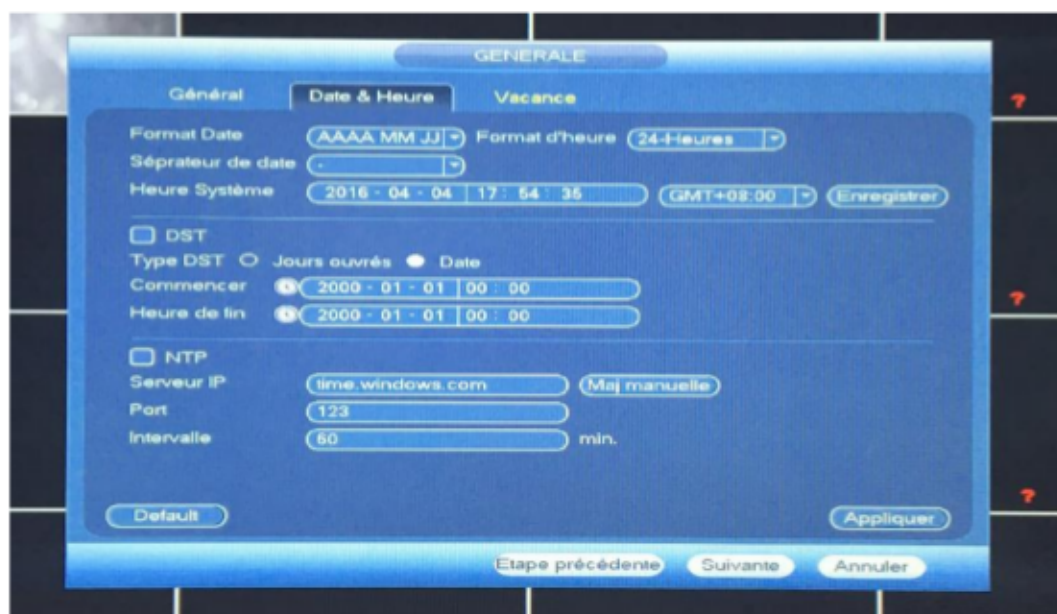 GENERALE
Général Date & Heure Vacance
Format Date AAAA MM JJ Format d'heure 24-Heures
Séprateur de date -
Heure Système 2016 - 04 - 04 17 : 54 : 35 GMT+08:00 Enregistrer
DST
Type DST Jours ouvrés Date
Commencer 2000 - 01 - 01 00 : 00
Heure de fin 2000 - 01 - 01 00 : 00
NTP
Serveur IP time.windows.com Maj manuelle
Port 123
Intervalle 60 min.
Default Appliquer
Etape précédente Suivante Annuler
?
?
?